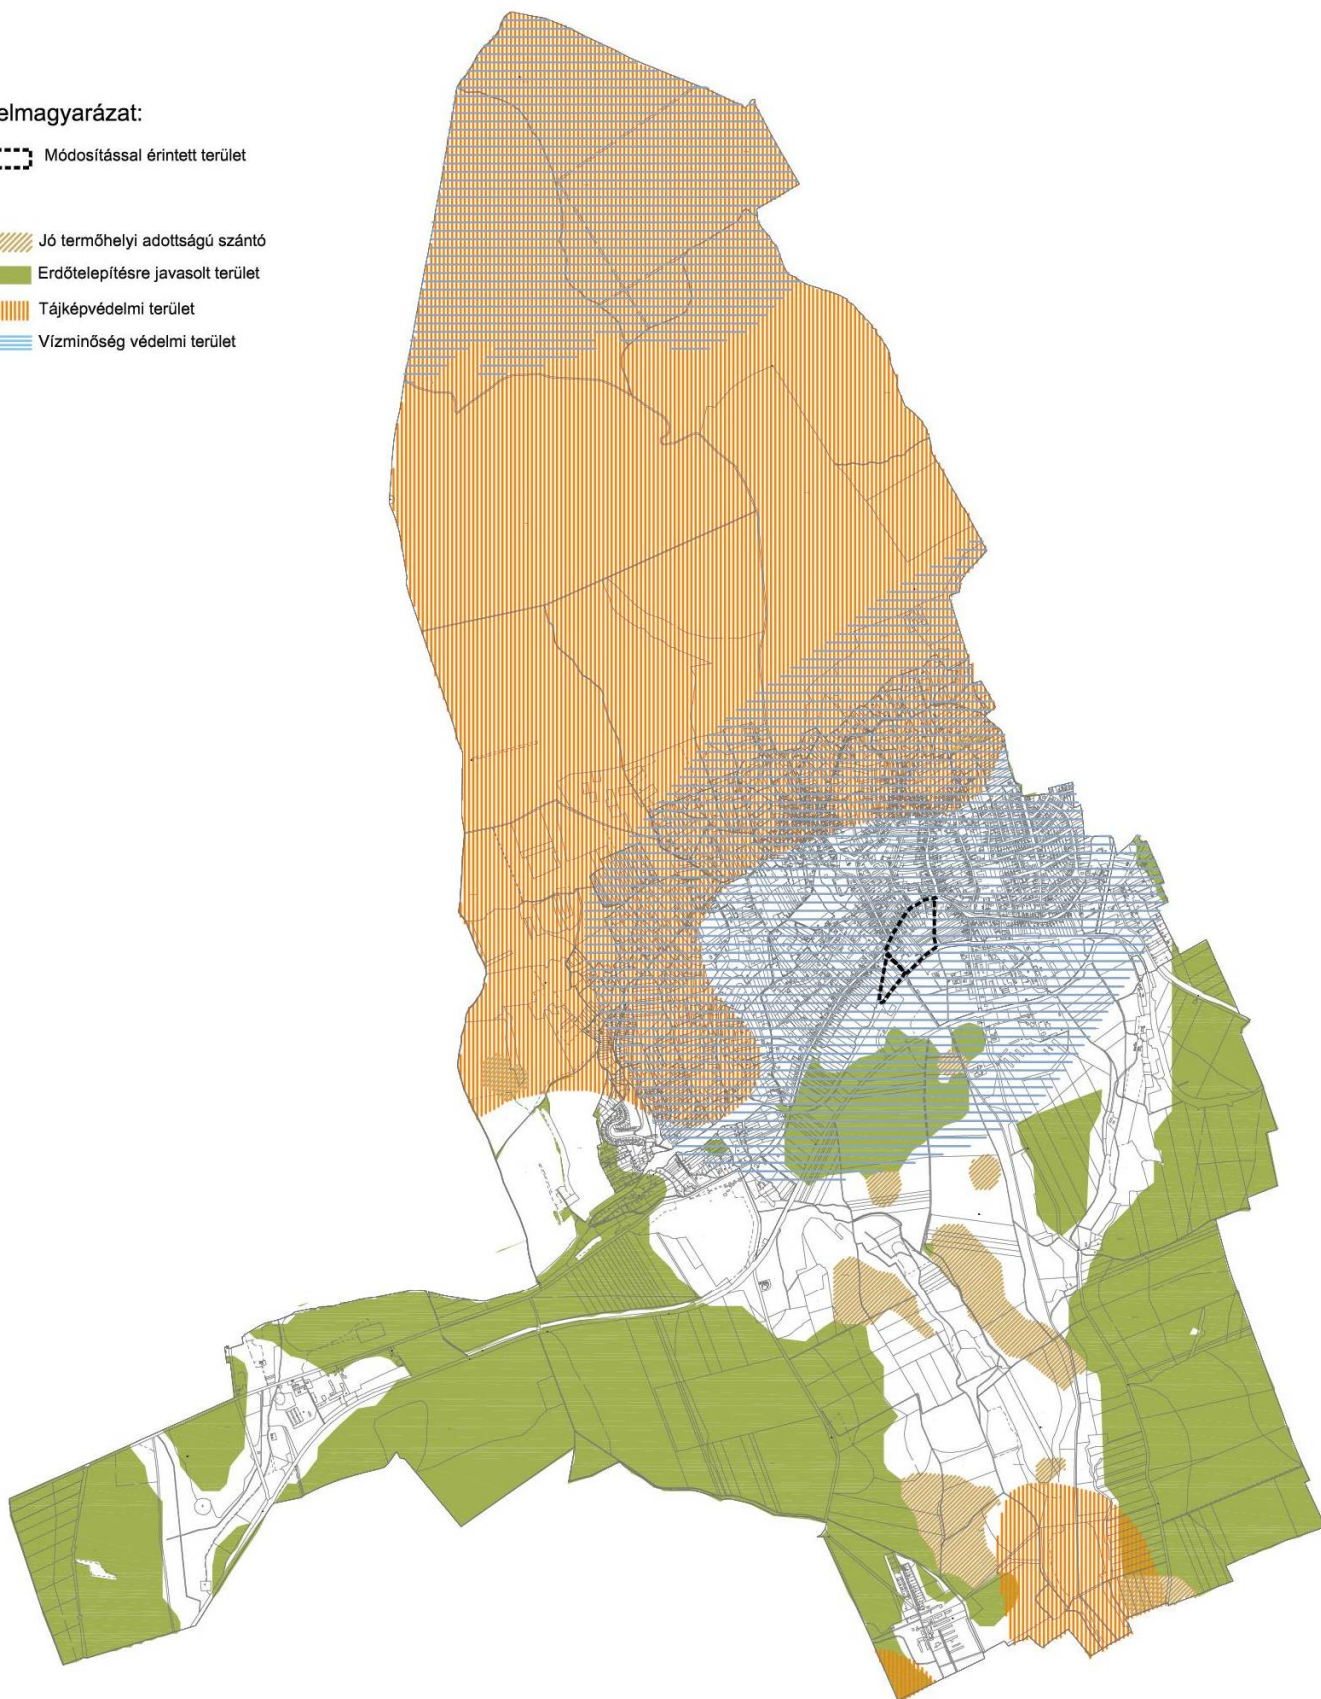 elmagyarázat:
Módosítással érintett terület
Jó termőhelyi adottságú szántó
Erdőtelepítésre javasolt terület
Tájképvédelmi terület
Vízminőség védelmi terület